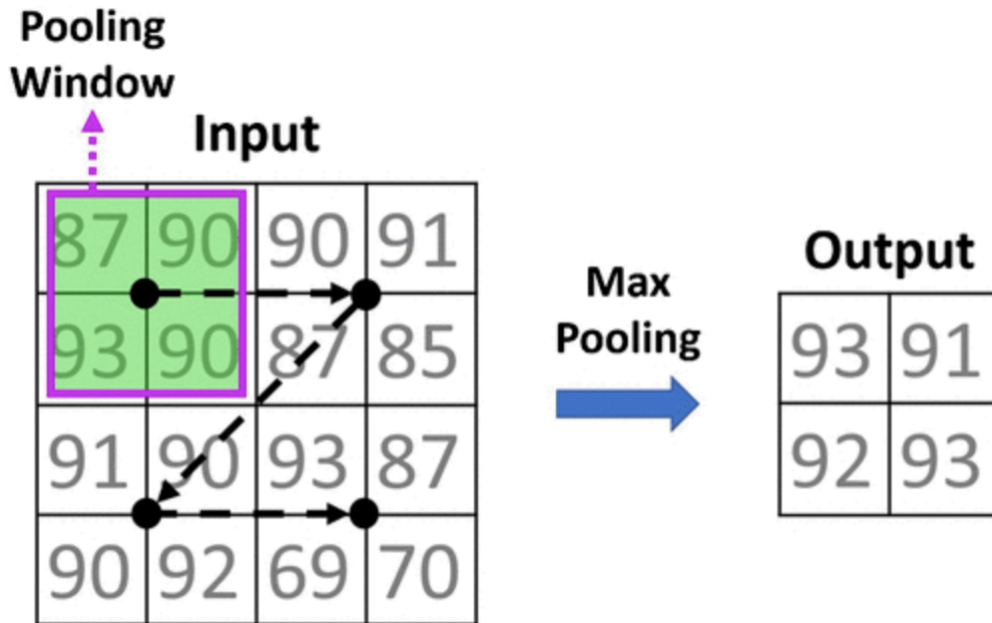 Pooling
Window
Input
87 90 90 91
93 90 87 85
91 90 93 87
90 92 69 70
Max
Pooling
Output
93 91
92 93